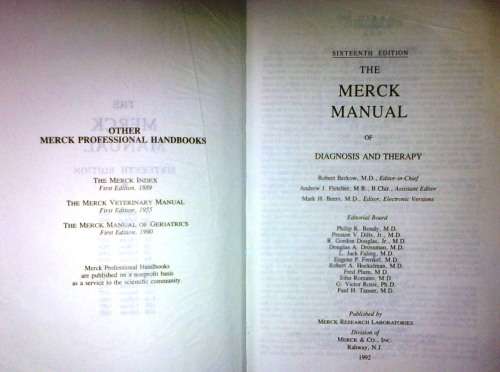 OTHER
MERCK PROFESSIONAL HANDBOOKS
THE MERCK INDEX
First Edition, 1889
THE MERCK VETERINARY MANUAL
First Edition, 1955
THE MERCK MANUAL OF GERIATRICS
First Edition, 1990
Merck Professional Handbooks
are published on a nonprofit basis
as a service to the scientific community
SIXTEENTH EDITION
THE
MERCK
MANUAL
OF
DIAGNOSIS AND THERAPY
Robert Berkow, M.D., Editor-in-Chief
Andrew J. Fletcher, M.B., B.Chir., Assistant Editor
Mark H. Beers, M.D., Editor, Electronic Versions
Editorial Board
Philip K. Bondy, M.D.
Preston V. Dilts, Jr., M.D.
R. Gordon Douglas, Jr., M.D.
Douglas A. Drossman, M.D.
L. Jack Faling, M.D.
Eugene P. Frenkel, M.D.
Robert A. Hoekelman, M.D.
Fred Plum, M.D.
John Romano, M.D.
G. Victor Rossi, Ph.D.
Paul H. Tanser, M.D.
Published by
MERCK RESEARCH LABORATORIES
Division of
MERCK & CO., INC.
Rahway, N.J.
1992